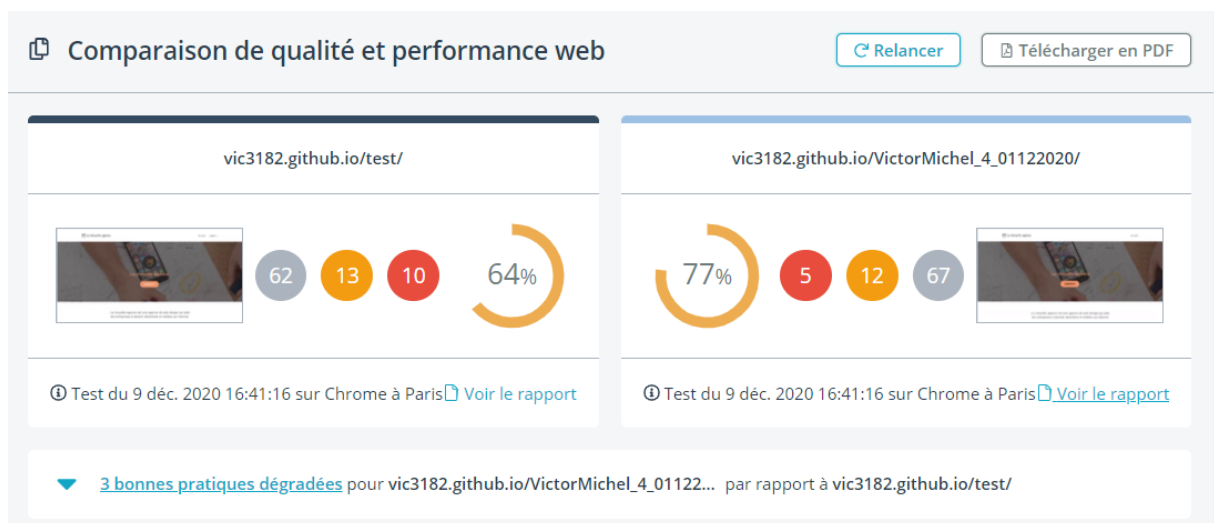 Comparaison de qualité et performance web
Relancer
Télécharger en PDF
vic3182.github.io/test/
vic3182.github.io/VictorMichel_4_01122020/
62 13 10 64%
77% 5 12 67
Test du 9 déc. 2020 16:41:16 sur Chrome à Paris Voir le rapport
Test du 9 déc. 2020 16:41:16 sur Chrome à Paris Voir le rapport
3 bonnes pratiques dégradées pour vic3182.github.io/VictorMichel_4_01122... par rapport à vic3182.github.io/test/